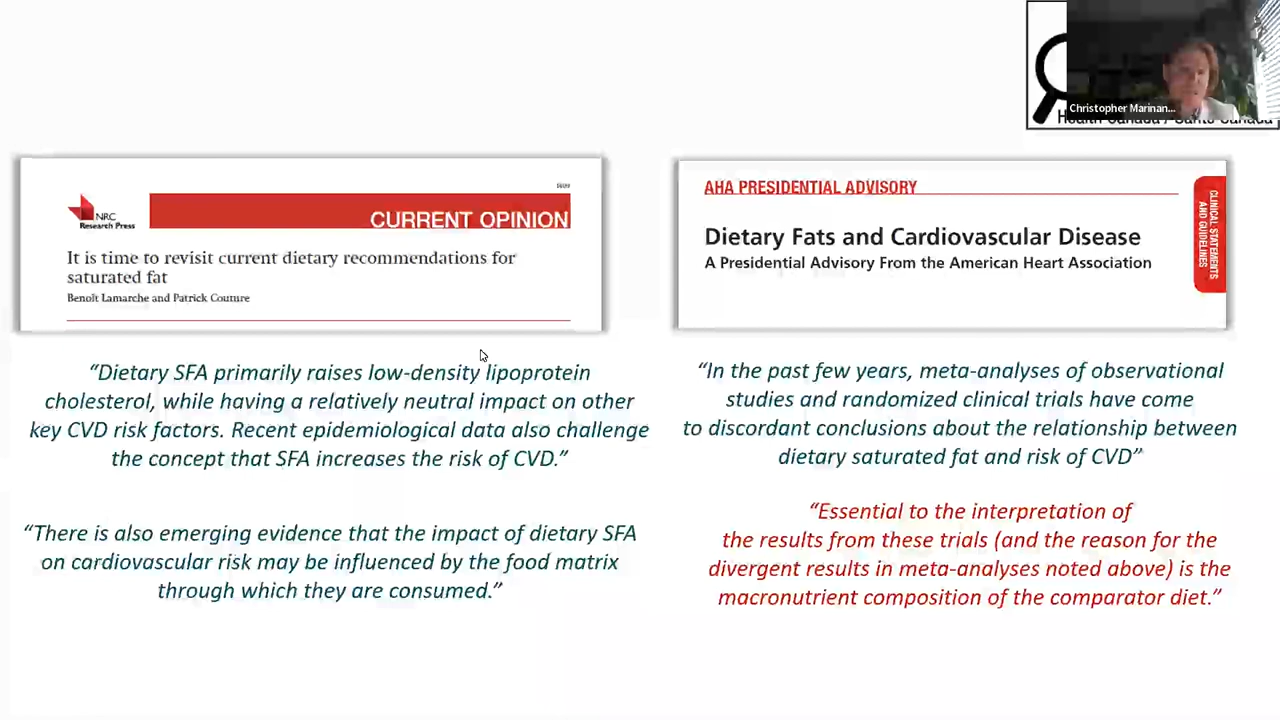 Christopher Marinan...
NRC
Research Press
CURRENT OPINION
It is time to revisit current dietary recommendations for
saturated fat
Benoît Lamarche and Patrick Couture
“Dietary SFA primarily raises low-density lipoprotein
cholesterol, while having a relatively neutral impact on other
key CVD risk factors. Recent epidemiological data also challenge
the concept that SFA increases the risk of CVD.”
“There is also emerging evidence that the impact of dietary SFA
on cardiovascular risk may be influenced by the food matrix
through which they are consumed.”
AHA PRESIDENTIAL ADVISORY
CLINICAL STATEMENTS
AND GUIDELINES
Dietary Fats and Cardiovascular Disease
A Presidential Advisory From the American Heart Association
“In the past few years, meta-analyses of observational
studies and randomized clinical trials have come
to discordant conclusions about the relationship between
dietary saturated fat and risk of CVD”
“Essential to the interpretation of
the results from these trials (and the reason for the
divergent results in meta-analyses noted above) is the
macronutrient composition of the comparator diet.”